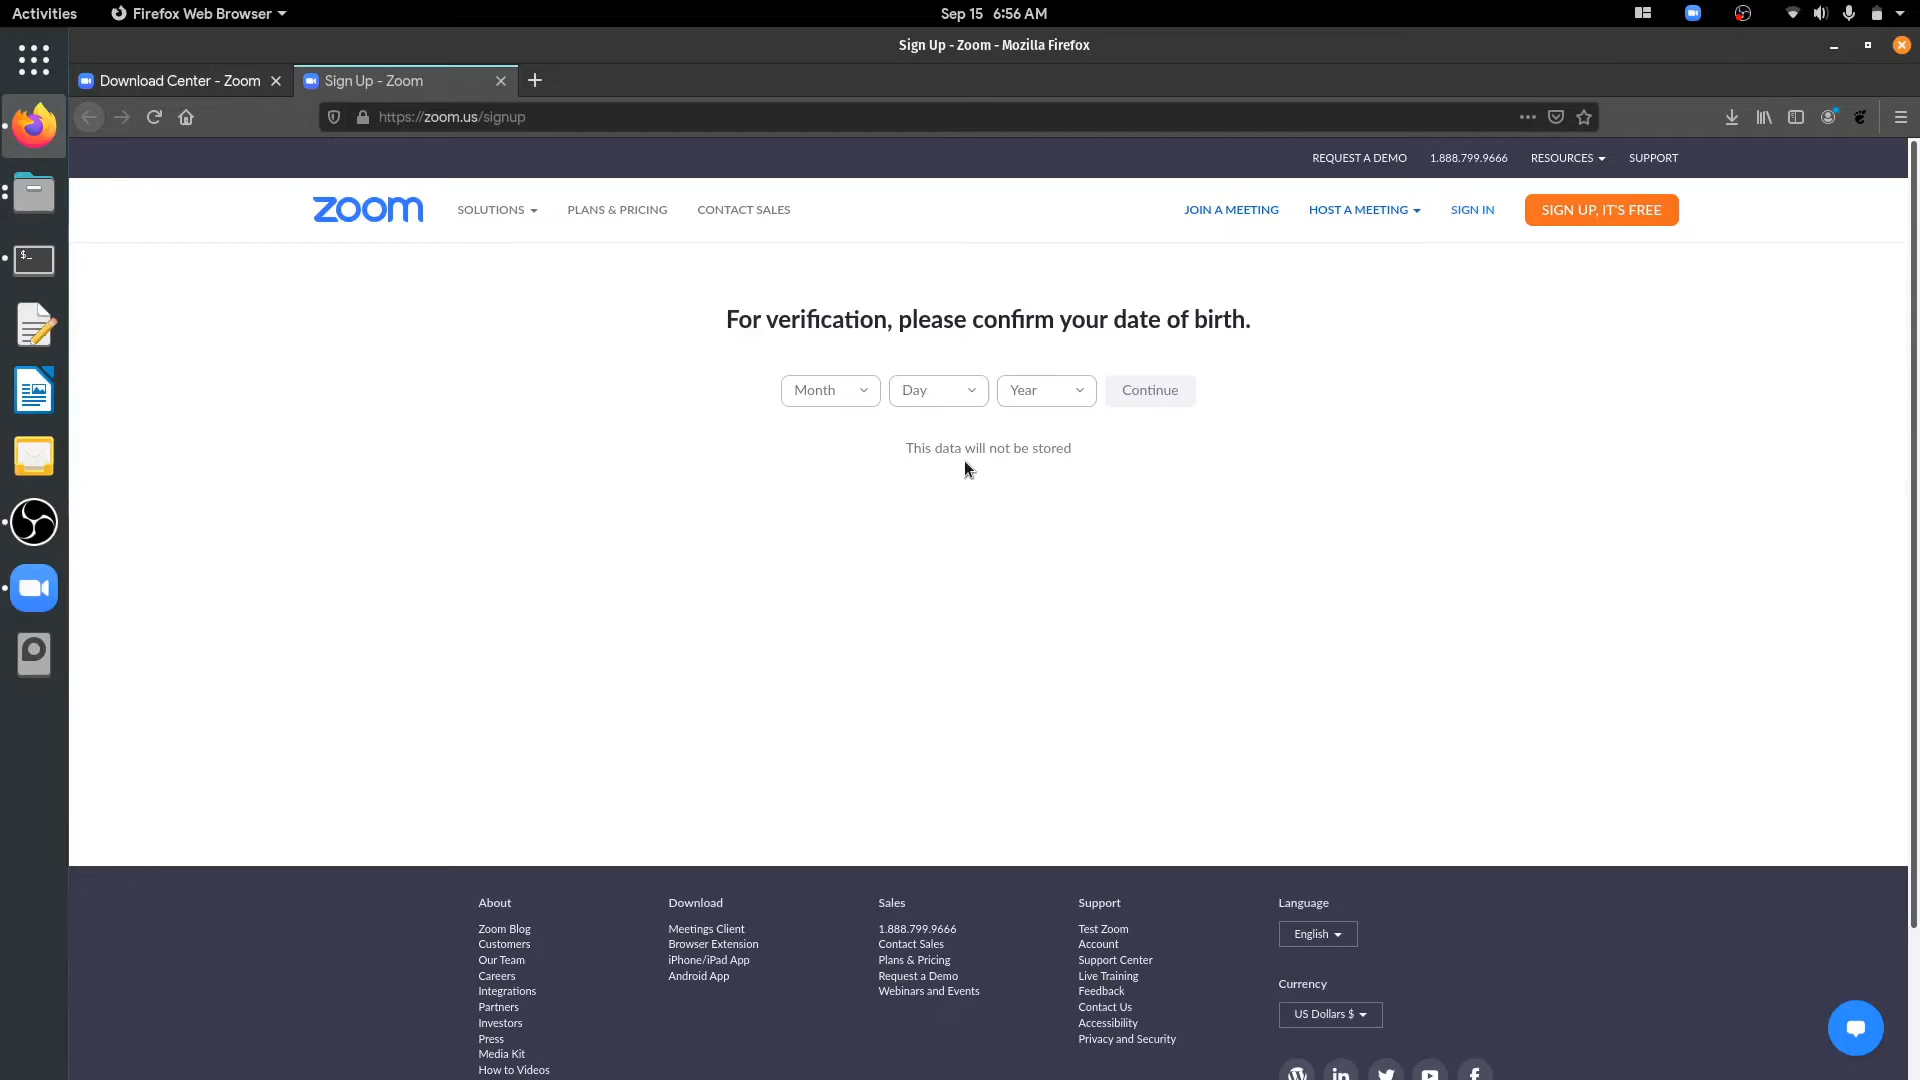 Activities
Firefox Web Browser
Sep 15 6:56 AM
Sign Up - Zoom - Mozilla Firefox
Download Center - Zoom
Sign Up - Zoom
https://zoom.us/signup
REQUEST A DEMO
1.888.799.9666
RESOURCES
SUPPORT
zoom
SOLUTIONS
PLANS & PRICING
CONTACT SALES
JOIN A MEETING
HOST A MEETING
SIGN IN
SIGN UP, IT'S FREE
For verification, please confirm your date of birth.
Month
Day
Year
Continue
This data will not be stored
About
Zoom Blog
Customers
Our Team
Careers
Integrations
Partners
Investors
Press
Media Kit
How to Videos
Download
Meetings Client
Browser Extension
iPhone/iPad App
Android App
Sales
1.888.799.9666
Contact Sales
Plans & Pricing
Request a Demo
Webinars and Events
Support
Test Zoom
Account
Support Center
Live Training
Feedback
Contact Us
Accessibility
Privacy and Security
Language
English
Currency
US Dollars $